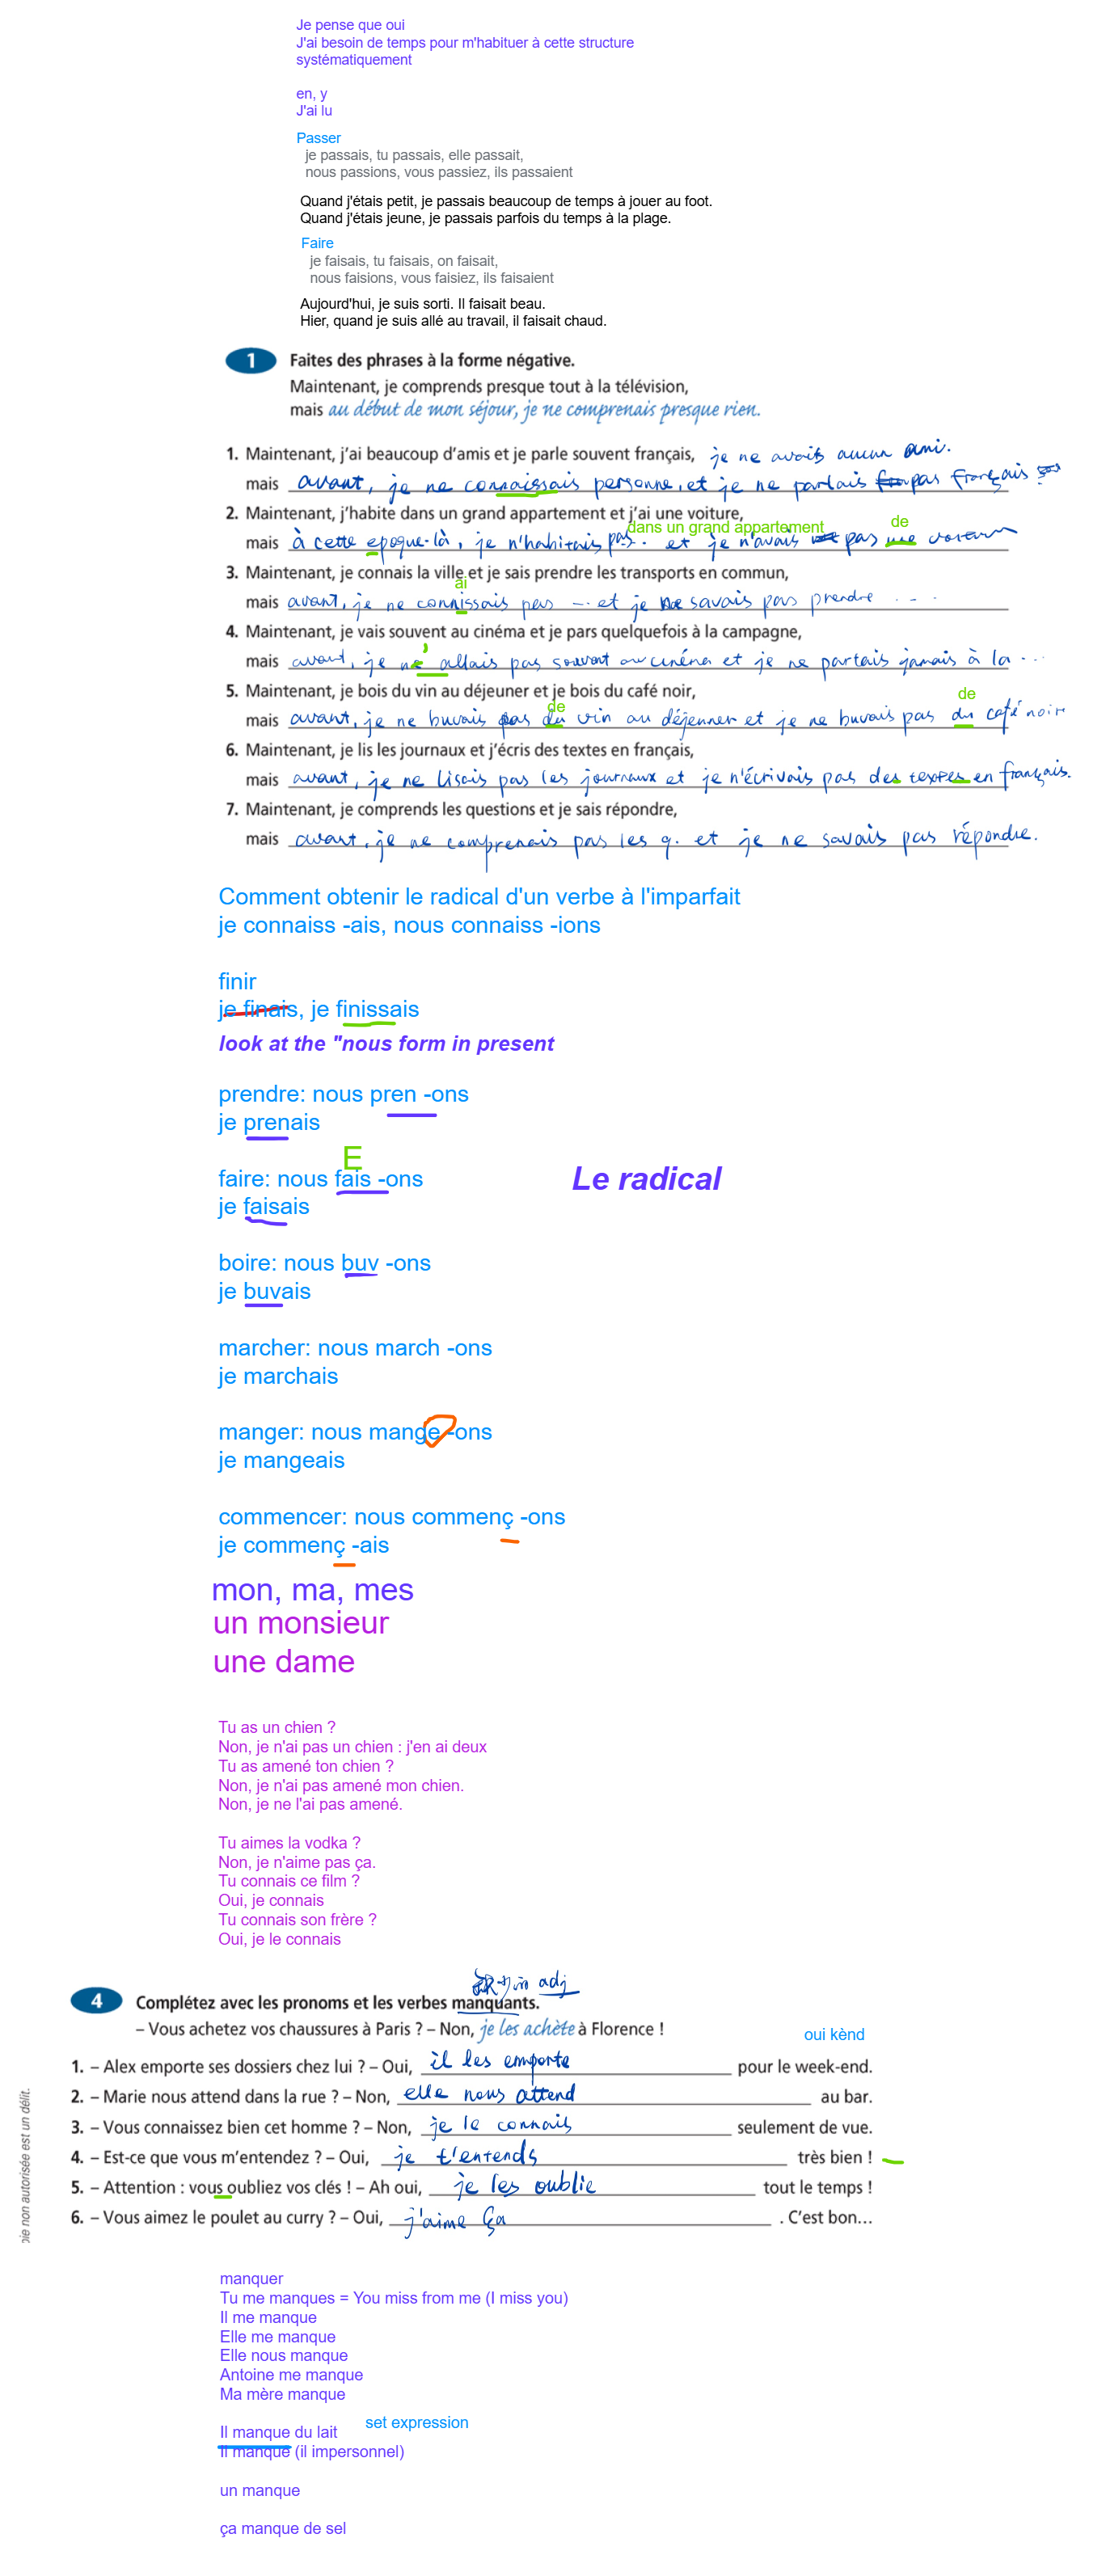 Je pense que oui
J'ai besoin de temps pour m'habituer à cette structure
systématiquement
en, y
J'ai lu
Passer
je passais, tu passais, elle passait,
nous passions, vous passiez, ils passaient
Quand j'étais petit, je passais beaucoup de temps à jouer au foot.
Quand j'étais jeune, je passais parfois du temps à la plage.
Faire
je faisais, tu faisais, on faisait,
nous faisions, vous faisiez, ils faisaient
Aujourd'hui, je suis sorti. Il faisait beau.
Hier, quand je suis allé au travail, il faisait chaud.
1 Faites des phrases à la forme négative.
Maintenant, je comprends presque tout à la télévision,
mais au début de mon séjour, je ne comprenais presque rien.
1. Maintenant, j'ai beaucoup d'amis et je parle souvent français, je ne avais aucun ami.
mais avant, je ne connaissais personne, et je ne parlais pas français
2. Maintenant, j'habite dans un grand appartement et j'ai une voiture,
dans un grand appartement de
mais à cette epoque-là, je n'habitais pas.. et je n'avais pas une voiture
3. Maintenant, je connais la ville et je sais prendre les transports en commun,
ai
mais avant, je ne connissais pas ... et je ne savais pas prendre ....
4. Maintenant, je vais souvent au cinéma et je pars quelquefois à la campagne,
'
mais avant, je ne allais pas souvent au cinéma et je ne partais jamais à la ...
5. Maintenant, je bois du vin au déjeuner et je bois du café noir,
de de
mais avant, je ne buvais pas du vin au déjeuner et je ne buvais pas du café noir
6. Maintenant, je lis les journaux et j'écris des textes en français,
mais avant, je ne lisais pas les journaux et je n'écrivais pas des textes en français.
7. Maintenant, je comprends les questions et je sais répondre,
mais avant, je ne comprenais pas les q. et je ne savais pas répondre.
Comment obtenir le radical d'un verbe à l'imparfait
je connaiss -ais, nous connaiss -ions
finir
je finais, je finissais
look at the "nous form in present
prendre: nous pren -ons
je prenais
E
faire: nous fais -ons
Le radical
je faisais
boire: nous buv -ons
je buvais
marcher: nous march -ons
je marchais
manger: nous mange -ons
je mangeais
commencer: nous commenç -ons
je commenç -ais
mon, ma, mes
un monsieur
une dame
Tu as un chien ?
Non, je n'ai pas un chien : j'en ai deux
Tu as amené ton chien ?
Non, je n'ai pas amené mon chien.
Non, je ne l'ai pas amené.
Tu aimes la vodka ?
Non, je n'aime pas ça.
Tu connais ce film ?
Oui, je connais
Tu connais son frère ?
Oui, je le connais
adj
4 Complétez avec les pronoms et les verbes manquants.
– Vous achetez vos chaussures à Paris ? – Non, je les achète à Florence !
oui kènd
1. – Alex emporte ses dossiers chez lui ? – Oui, il les emporte pour le week-end.
2. – Marie nous attend dans la rue ? – Non, elle nous attend au bar.
3. – Vous connaissez bien cet homme ? – Non, je le connais seulement de vue.
4. – Est-ce que vous m'entendez ? – Oui, je t'entends très bien !
5. – Attention : vous oubliez vos clés ! – Ah oui, je les oublie tout le temps !
6. – Vous aimez le poulet au curry ? – Oui, j'aime ça . C'est bon…
pie non autorisée est un délit.
manquer
Tu me manques = You miss from me (I miss you)
Il me manque
Elle me manque
Elle nous manque
Antoine me manque
Ma mère manque
Il manque du lait set expression
Il manque (il impersonnel)
un manque
ça manque de sel